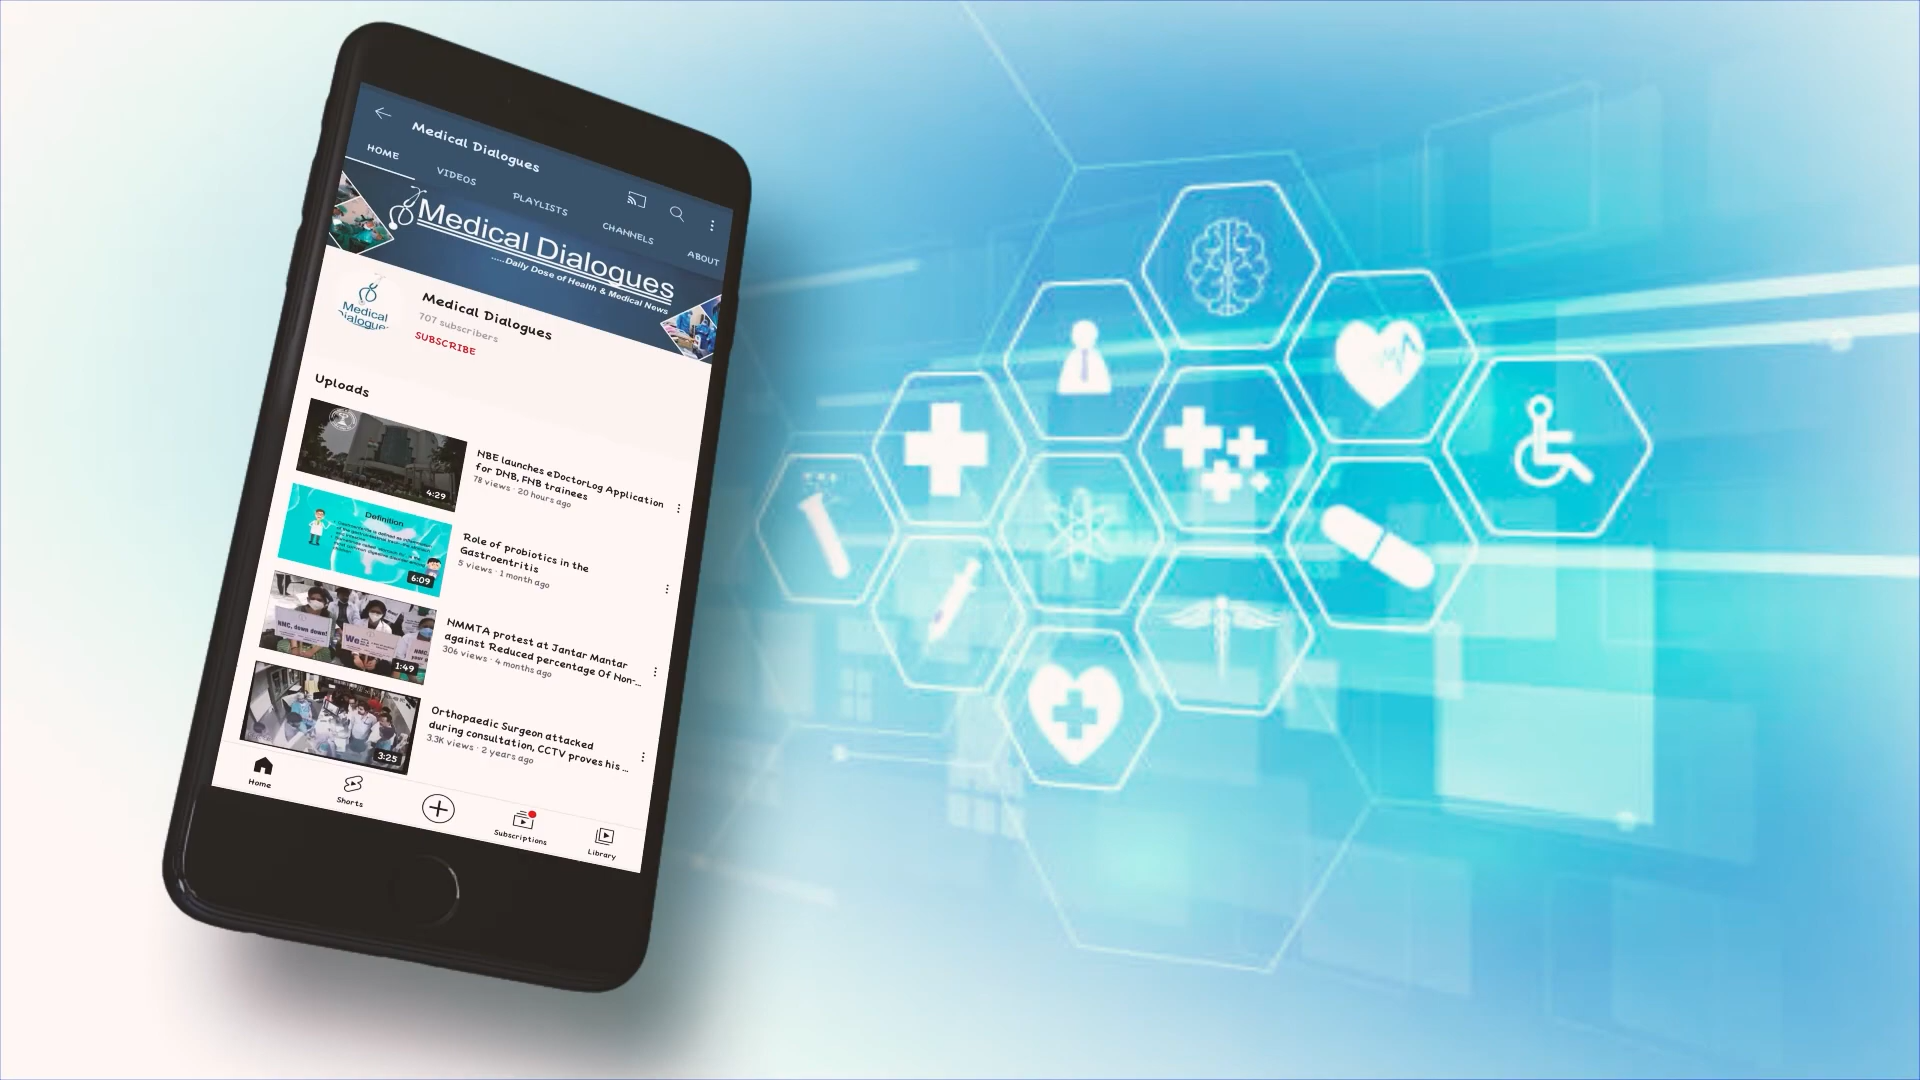 Medical Dialogues
HOME
VIDEOS
PLAYLISTS
CHANNELS
ABOUT
Medical Dialogues
.....Daily Dose of Health & Medical News
Medical
Dialogues
Medical Dialogues
707 subscribers
SUBSCRIBE
Uploads
4:29
NBE launches eDoctorLog Application
for DNB, FNB trainees
78 views · 20 hours ago
Definition
6:09
Role of probiotics in the
Gastroentritis
5 views · 1 month ago
NMC, down down!
1:49
NMMTA protest at Jantar Mantar
against Reduced percentage Of Non-...
306 views · 4 months ago
3:25
Orthopaedic Surgeon attacked
during consultation, CCTV proves his ...
3.3K views · 2 years ago
Home
Shorts
Subscriptions
Library